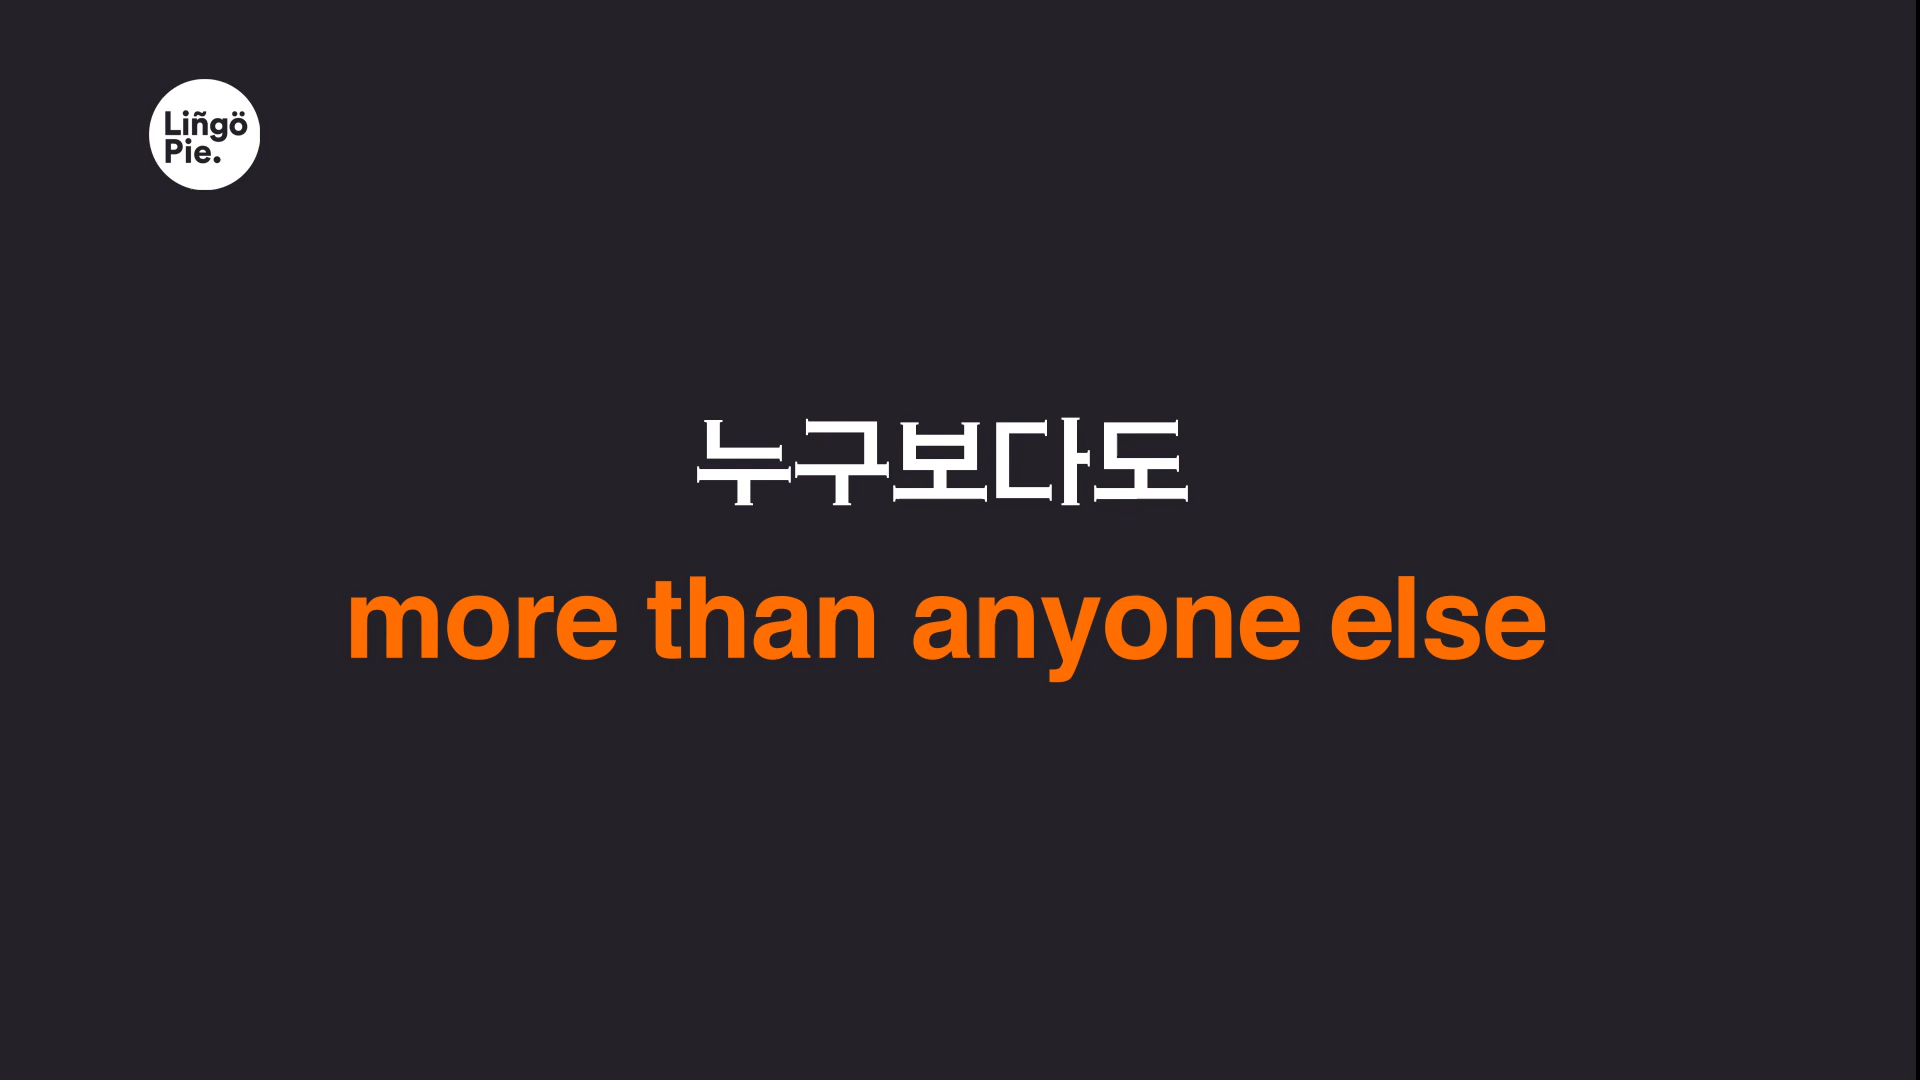 Liñgö
Pie.
누구보다도
more than anyone else